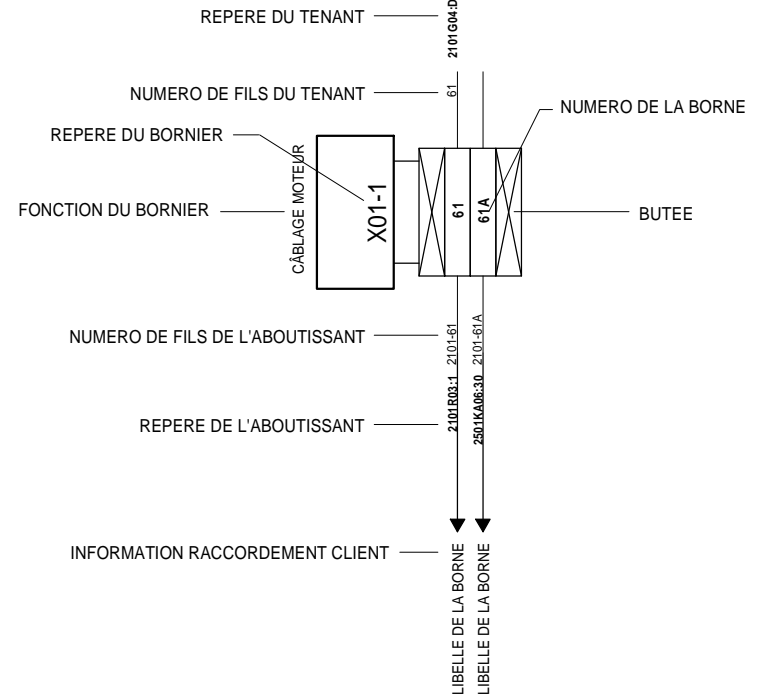 REPERE DU TENANT
2101G04:D
NUMERO DE FILS DU TENANT
61
NUMERO DE LA BORNE
REPERE DU BORNIER
FONCTION DU BORNIER
CÂBLAGE MOTEUR
X01-1
61
61A
BUTEE
NUMERO DE FILS DE L'ABOUTISSANT
2101-61
2101-61A
REPERE DE L'ABOUTISSANT
2101R03:1
2501KA06:30
INFORMATION RACCORDEMENT CLIENT
LIBELLE DE LA BORNE
LIBELLE DE LA BORNE